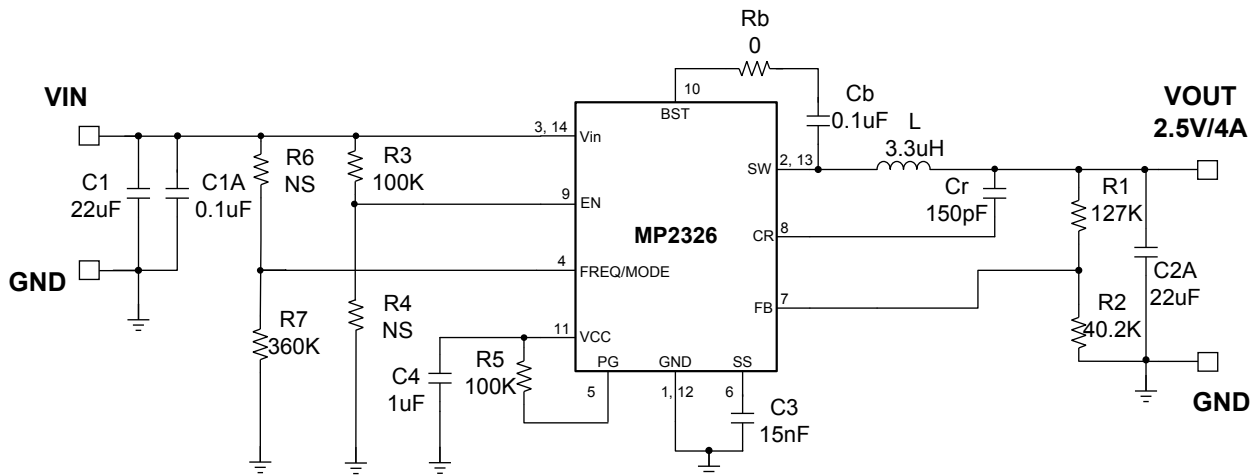 Rb
0
10
BST
Cb
0.1uF
VIN
VOUT
2.5V/4A
3, 14
Vin
L
3.3uH
R6
NS
R3
100K
2, 13
SW
C1
22uF
C1A
0.1uF
9
EN
Cr
150pF
R1
127K
MP2326
8
CR
GND
4
FREQ/MODE
C2A
22uF
7
FB
R7
360K
R4
NS
R2
40.2K
11
VCC
R5
100K
C4
1uF
PG
GND
SS
5
1, 12
6
C3
15nF
GND